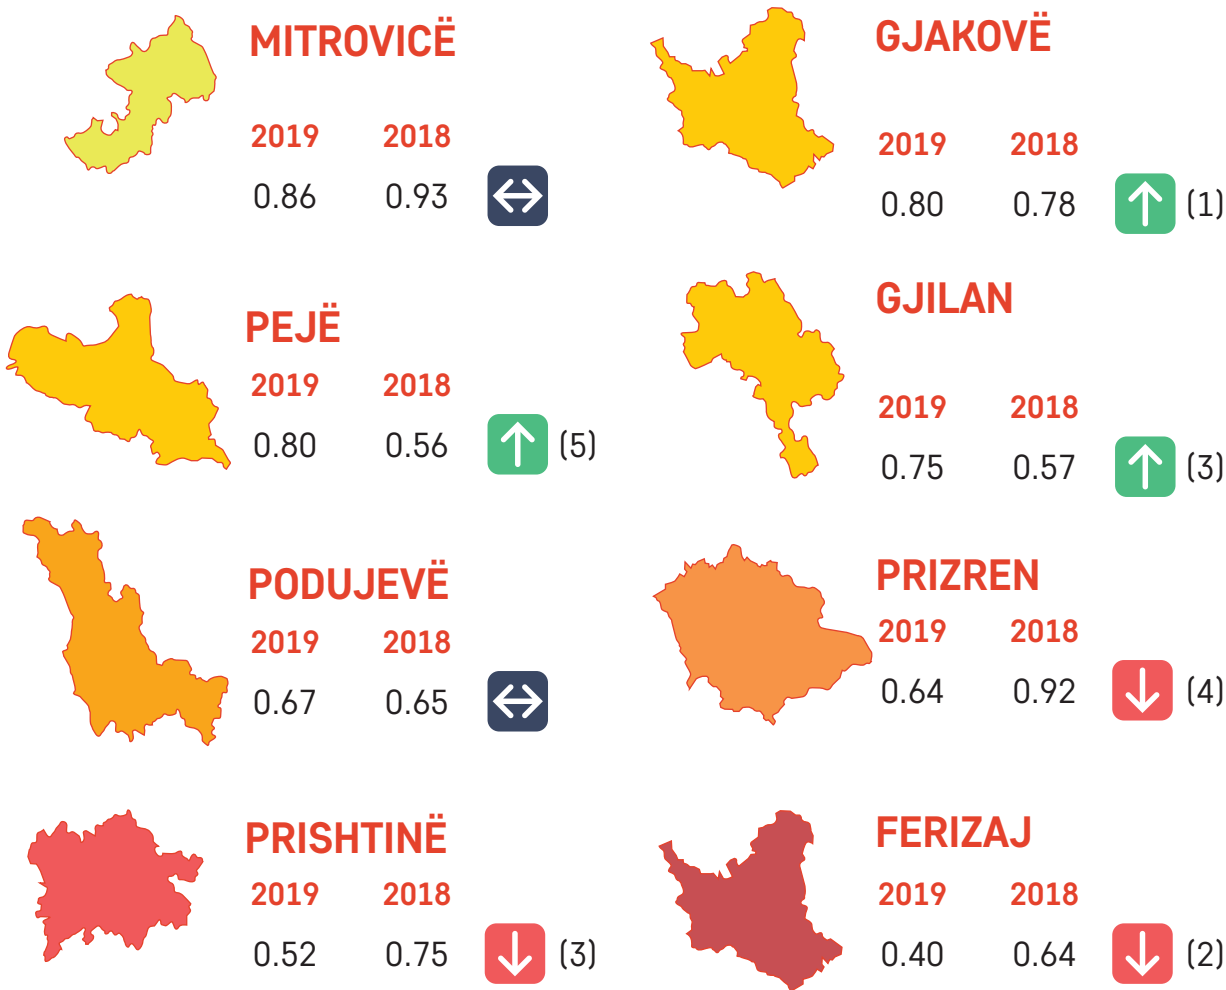 MITROVICË
2019 2018
0.86 0.93
GJAKOVË
2019 2018
0.80 0.78 (1)
PEJË
2019 2018
0.80 0.56 (5)
GJILAN
2019 2018
0.75 0.57 (3)
PODUJEVË
2019 2018
0.67 0.65
PRIZREN
2019 2018
0.64 0.92 (4)
PRISHTINË
2019 2018
0.52 0.75 (3)
FERIZAJ
2019 2018
0.40 0.64 (2)